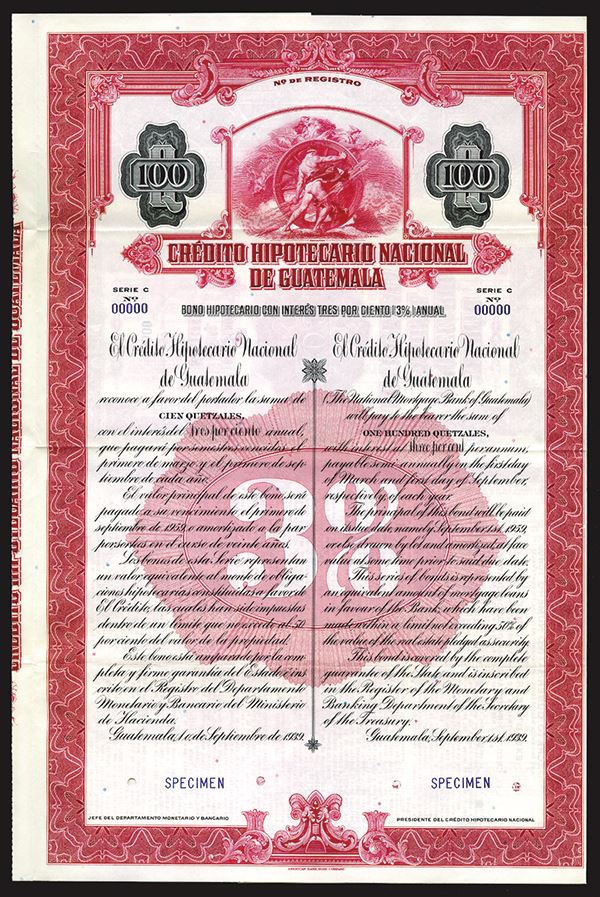 Nº DE REGISTRO
100
100
CRÉDITO HIPOTECARIO NACIONAL
DE GUATEMALA
SERIE C
Nº
00000
SERIE C
Nº
00000
BONO HIPOTECARIO CON INTERÉS TRES POR CIENTO (3%) ANUAL
El Crédito Hipotecario Nacional
de Guatemala
reconoce a favor del portador la suma de
CIEN QUETZALES,
con el interés del tres por ciento anual,
que pagará por semestres vencidos el
primero de marzo y el primero de sep-
tiembre de cada año.
El valor principal de este bono será
pagado a su vencimiento el primero de
septiembre de 1959, o amortizado a la par
por sorteos en el curso de veinte años.
Los bonos de esta Serie representan
un valor equivalente al monto de obliga-
ciones hipotecarias constituidas a favor de
El Crédito, las cuales han sido impuestas
dentro de un límite que no excede al 50
por ciento del valor de la propiedad.
Este bono está amparado por la com-
pleta y firme garantía del Estado e ins-
crito en el Registro del Departamento
Monetario y Bancario del Ministerio
de Hacienda.
Guatemala, 1o. de Septiembre de 1939.
El Crédito Hipotecario Nacional
de Guatemala
(The National Mortgage Bank of Guatemala)
will pay to the bearer the sum of
ONE HUNDRED QUETZALES,
with interest at three per cent per annum,
payable semi-annually on the first day
of March and first day of September,
respectively, of each year.
The principal of this bond will be paid
on its due date, namely September 1st, 1959,
or be drawn by lot and amortized at face
value at some time prior to said due date.
This series of bonds is represented by
an equal amount of mortgage loans
in favour of the Bank, which have been
made within a limit not exceeding 50% of
the value of the real estate pledged as security.
This bond is covered by the complete
guarantee of the State and is inscribed
in the Register of the Monetary and
Banking Department of the Secretary
of the Treasury.
Guatemala, September 1st, 1939.
3%
SPECIMEN
SPECIMEN
JEFE DEL DEPARTAMENTO MONETARIO Y BANCARIO
PRESIDENTE DEL CRÉDITO HIPOTECARIO NACIONAL
AMERICAN BANK NOTE COMPANY.